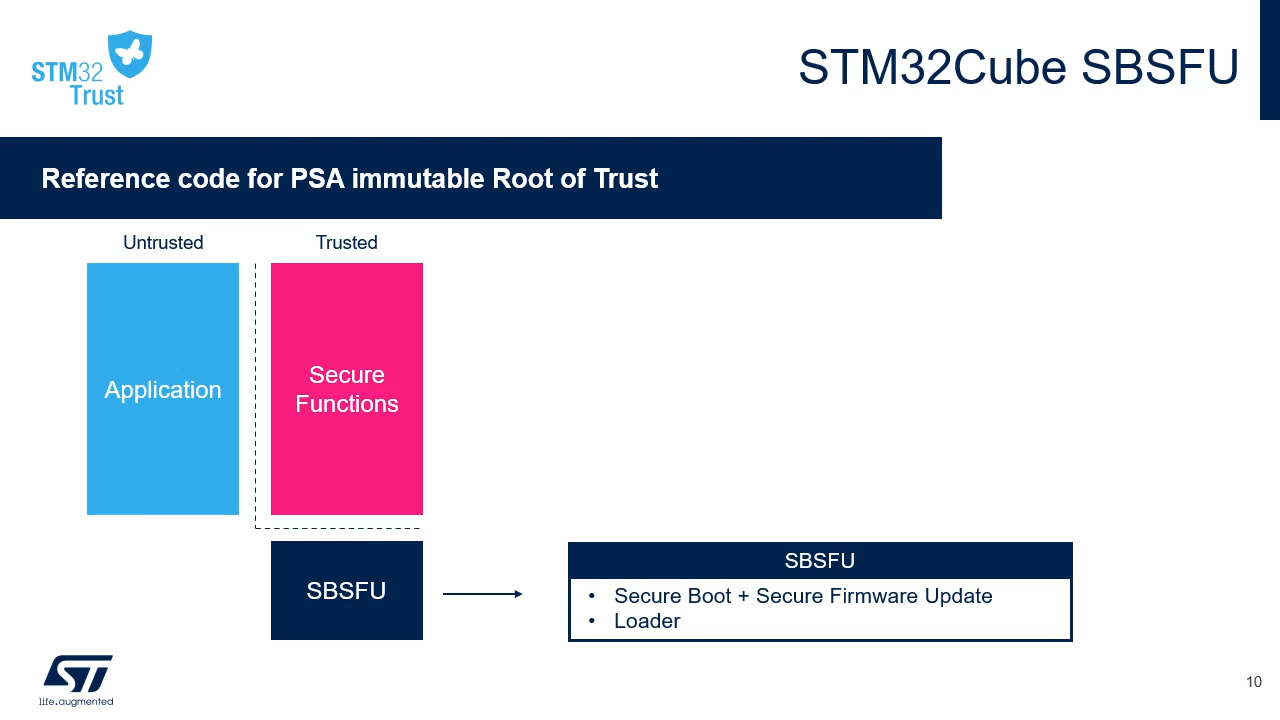 STM32
Trust
STM32Cube SBSFU
Reference code for PSA immutable Root of Trust
Untrusted
Trusted
Application
Secure
Functions
SBSFU
SBSFU
• Secure Boot + Secure Firmware Update
• Loader
ST
life.augmented
10